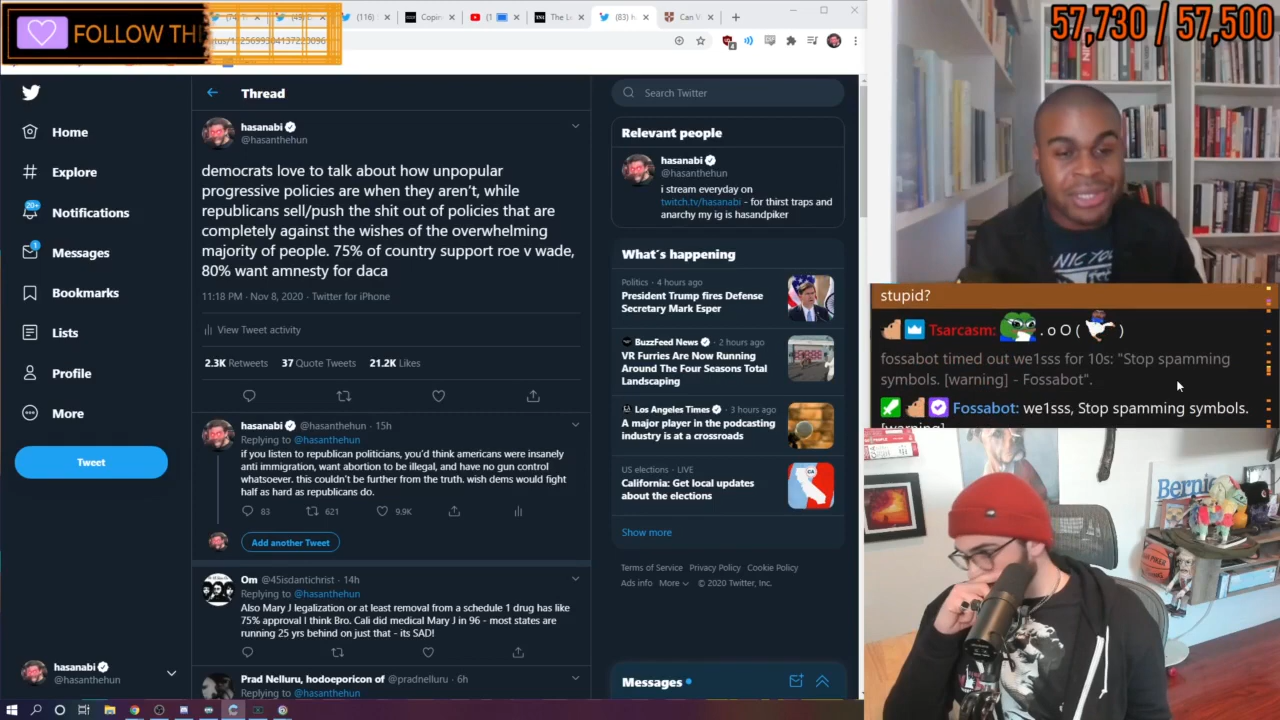 FOLLOW TH
57,730 / 57,500
(116)
Copin
The L
(83) h
Can V
Thread
Search Twitter
Home
Explore
20+
Notifications
1
Messages
Bookmarks
Lists
Profile
More
Tweet
hasanabi
@hasanthehun
hasanabi
@hasanthehun
democrats love to talk about how unpopular
progressive policies are when they aren't, while
republicans sell/push the shit out of policies that are
completely against the wishes of the overwhelming
majority of people. 75% of country support roe v wade,
80% want amnesty for daca
11:18 PM · Nov 8, 2020 · Twitter for iPhone
View Tweet activity
2.3K Retweets 37 Quote Tweets 21.2K Likes
hasanabi @hasanthehun · 15h
Replying to @hasanthehun
if you listen to republican politicians, you'd think americans were insanely
anti immigration, want abortion to be illegal, and have no gun control
whatsoever. this couldn't be further from the truth. wish dems would fight
half as hard as republicans do.
83 621 9.9K
Add another Tweet
Om @45isdantichrist · 14h
Replying to @hasanthehun
Also Mary J legalization or at least removal from a schedule 1 drug has like
75% approval I think Bro. Cali did medical Mary J in 96 - most states are
running 25 yrs behind on just that - its SAD!
Prad Nelluru, hodoeporicon of @pradnelluru · 6h
Replying to @hasanthehun
Relevant people
hasanabi
@hasanthehun
i stream everyday on
twitch.tv/hasanabi - for thirst traps and
anarchy my ig is hasandpiker
What's happening
Politics · 4 hours ago
President Trump fires Defense
Secretary Mark Esper
BuzzFeed News · 2 hours ago
VR Furries Are Now Running
Around The Four Seasons Total
Landscaping
Los Angeles Times · 3 hours ago
A major player in the podcasting
industry is at a crossroads
US elections · LIVE
California: Get local updates
about the elections
Show more
Terms of Service Privacy Policy Cookie Policy
Ads info More © 2020 Twitter, Inc.
Messages
stupid?
Tsarcasm: . o O ( )
fossabot timed out we1sss for 10s: "Stop spamming
symbols. [warning] - Fossabot".
Fossabot: we1sss, Stop spamming symbols.
[warning]
Bernie